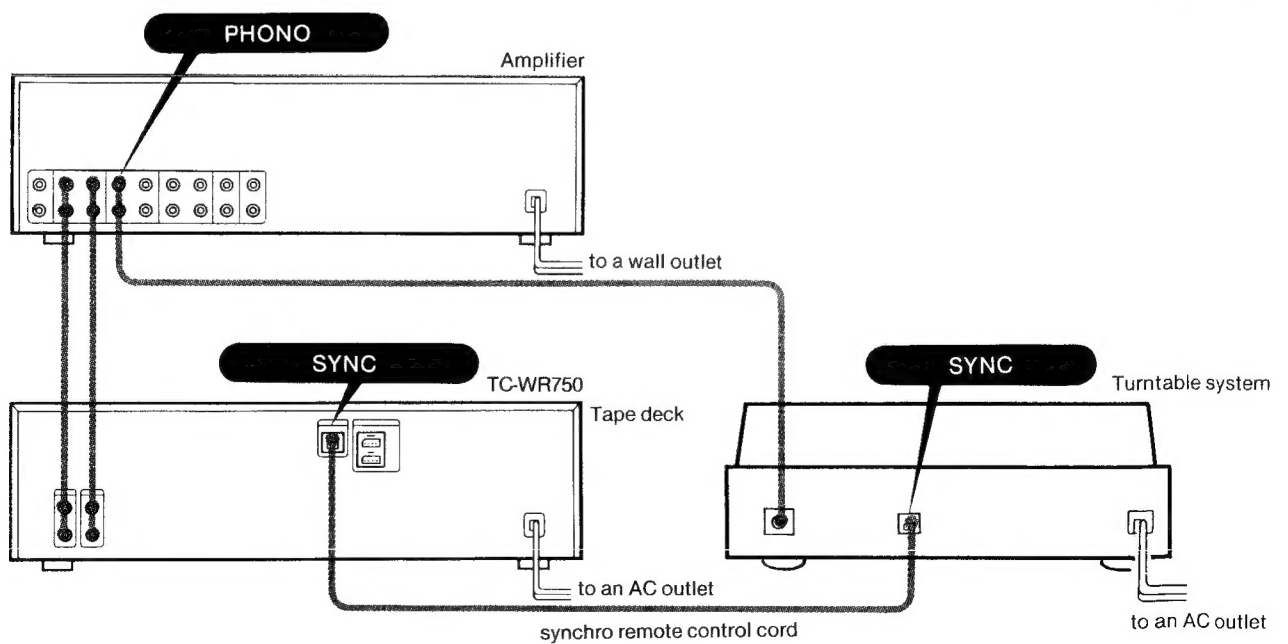 PHONO
Amplifier
to a wall outlet
SYNC
TC-WR750
Tape deck
SYNC
Turntable system
to an AC outlet
synchro remote control cord
to an AC outlet